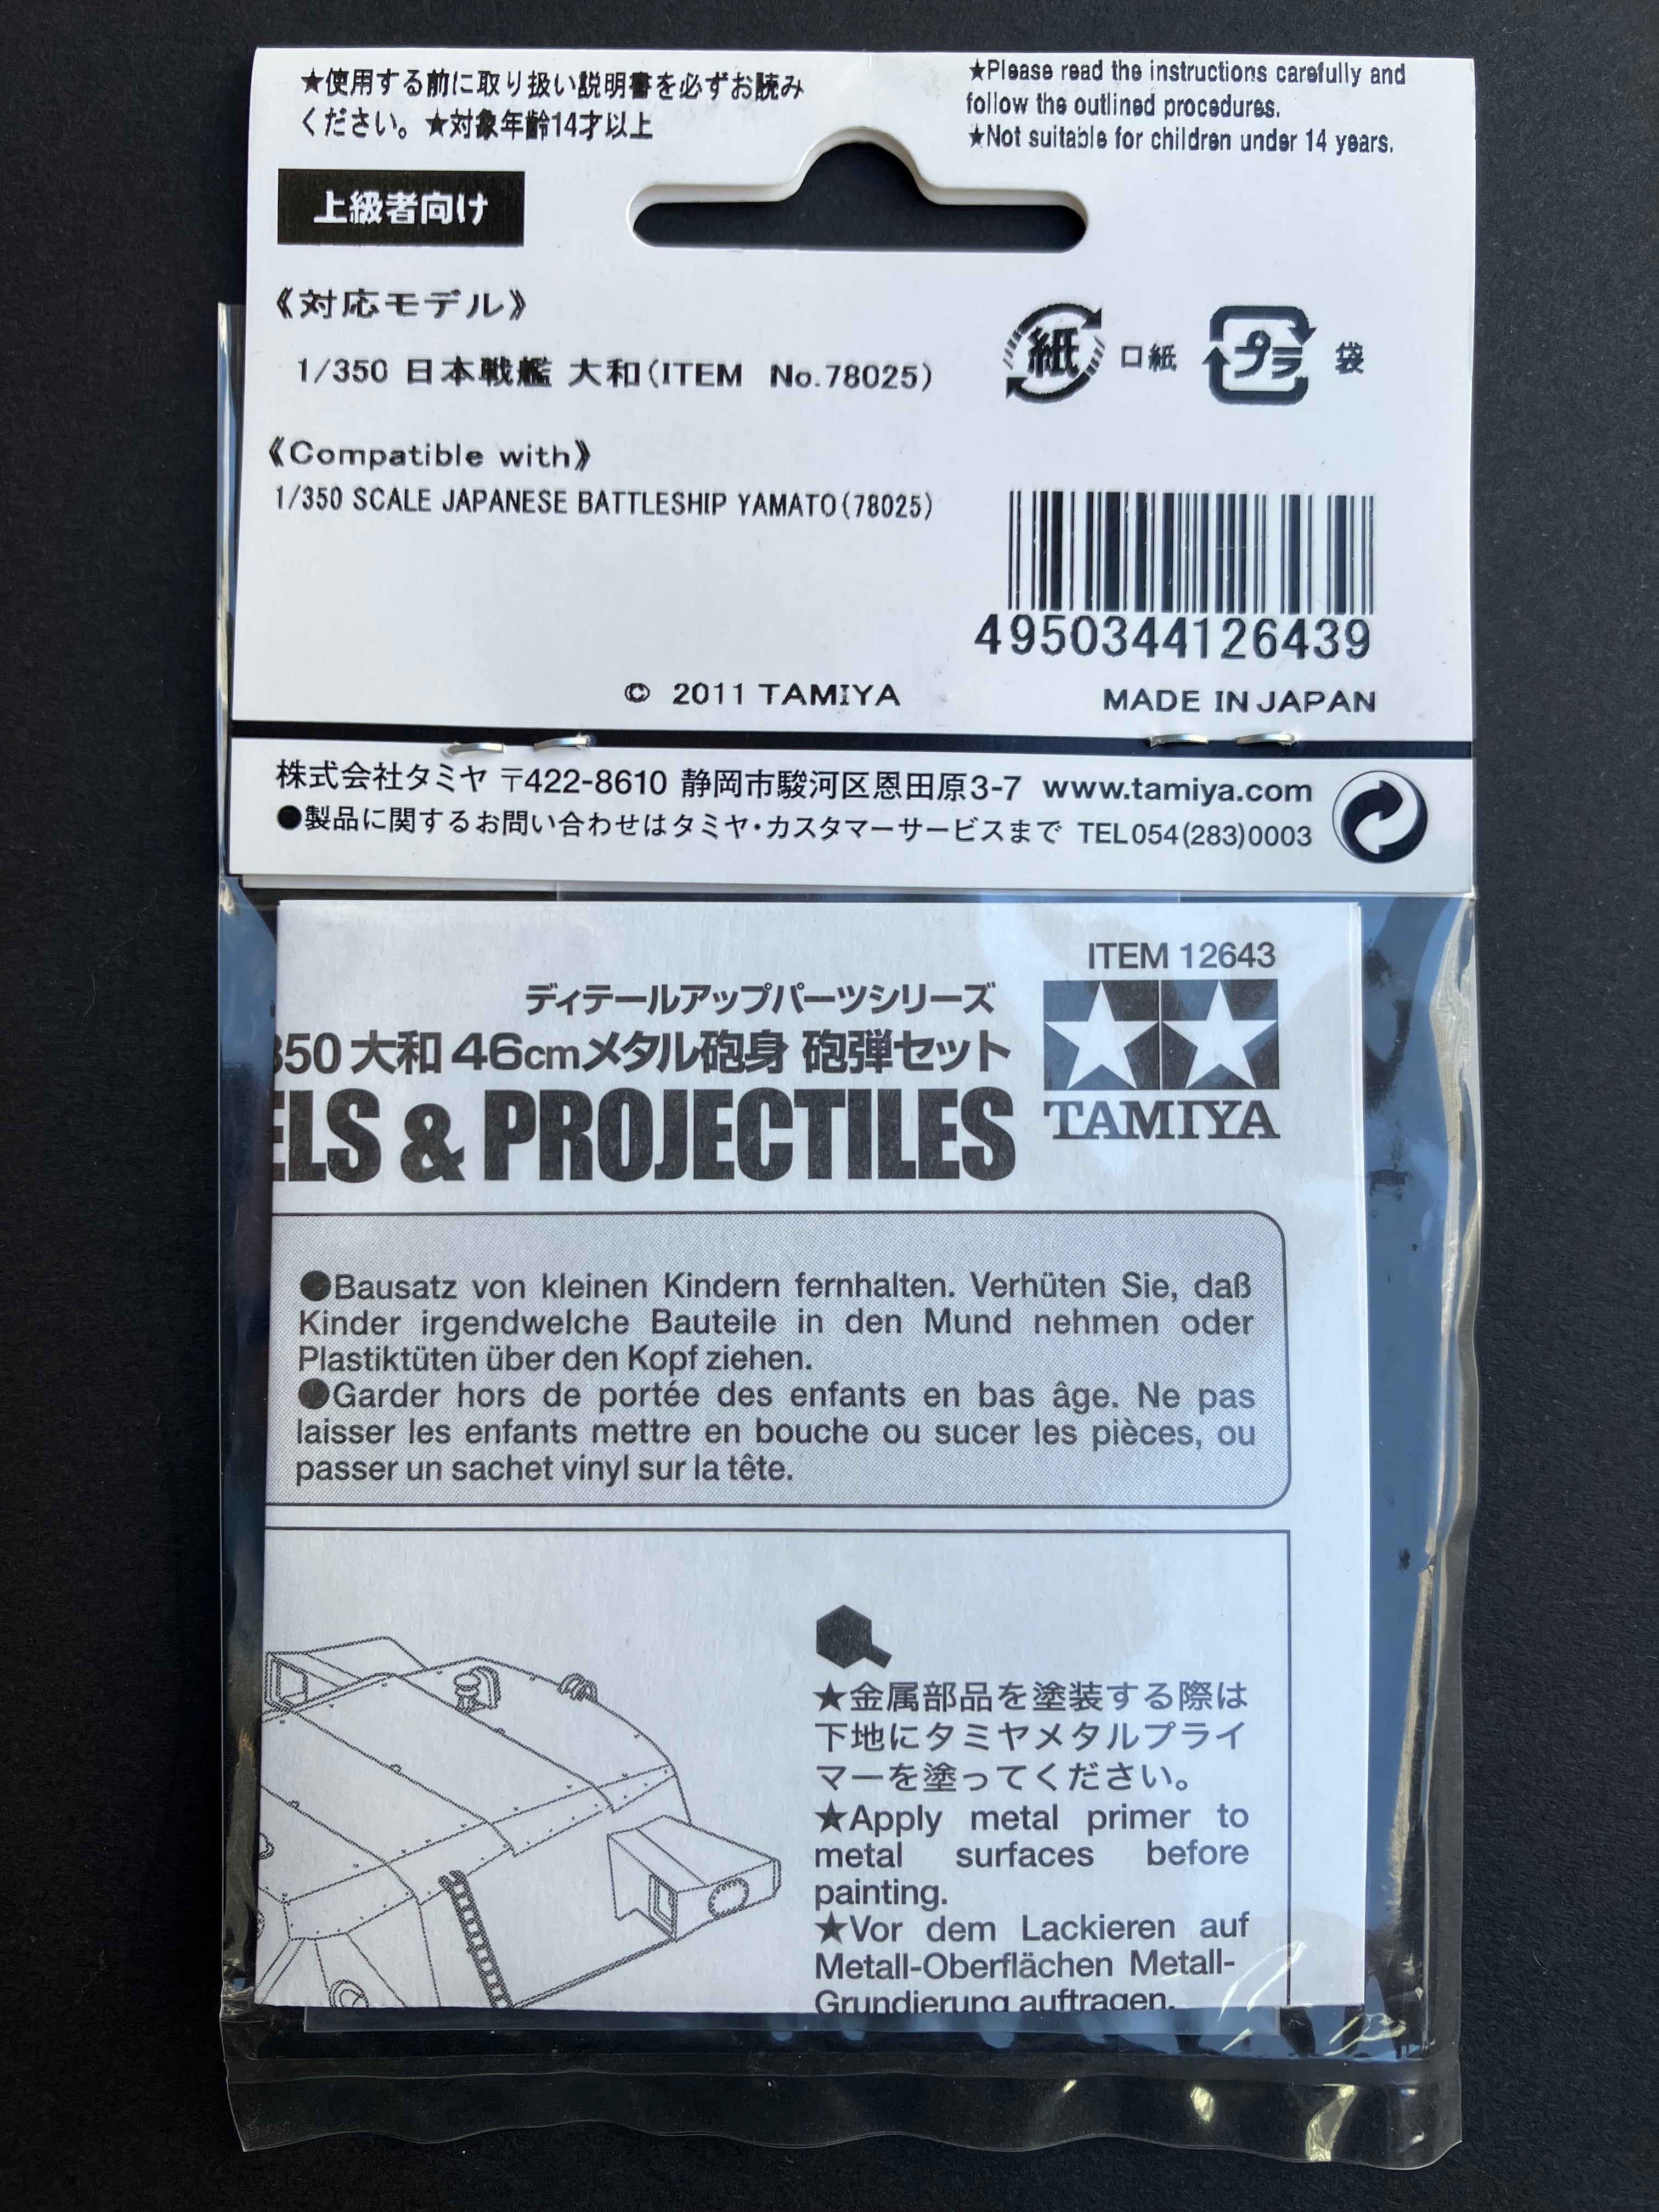 ★使用する前に取り扱い説明書を必ずお読み
ください。★対象年齢14才以上
★Please read the instructions carefully and
follow the outlined procedures.
★Not suitable for children under 14 years.
上級者向け
《対応モデル》
1/350 日本戦艦 大和(ITEM No.78025)
紙 口紙 プラ 袋
《Compatible with》
1/350 SCALE JAPANESE BATTLESHIP YAMATO(78025)
4950344126439
© 2011 TAMIYA
MADE IN JAPAN
株式会社タミヤ 〒422-8610 静岡市駿河区恩田原3-7 www.tamiya.com
●製品に関するお問い合わせはタミヤ・カスタマーサービスまで TEL054(283)0003
ITEM 12643
ディテールアップパーツシリーズ
350 大和 46cmメタル砲身 砲弾セット
ELS & PROJECTILES
TAMIYA
●Bausatz von kleinen Kindern fernhalten. Verhüten Sie, daß
Kinder irgendwelche Bauteile in den Mund nehmen oder
Plastiktüten über den Kopf ziehen.
●Garder hors de portée des enfants en bas âge. Ne pas
laisser les enfants mettre en bouche ou sucer les pièces, ou
passer un sachet vinyl sur la tête.
★金属部品を塗装する際は
下地にタミヤメタルプライ
マーを塗ってください。
★Apply metal primer to
metal surfaces before
painting.
★Vor dem Lackieren auf
Metall-Oberflächen Metall-
Grundierung auftragen.